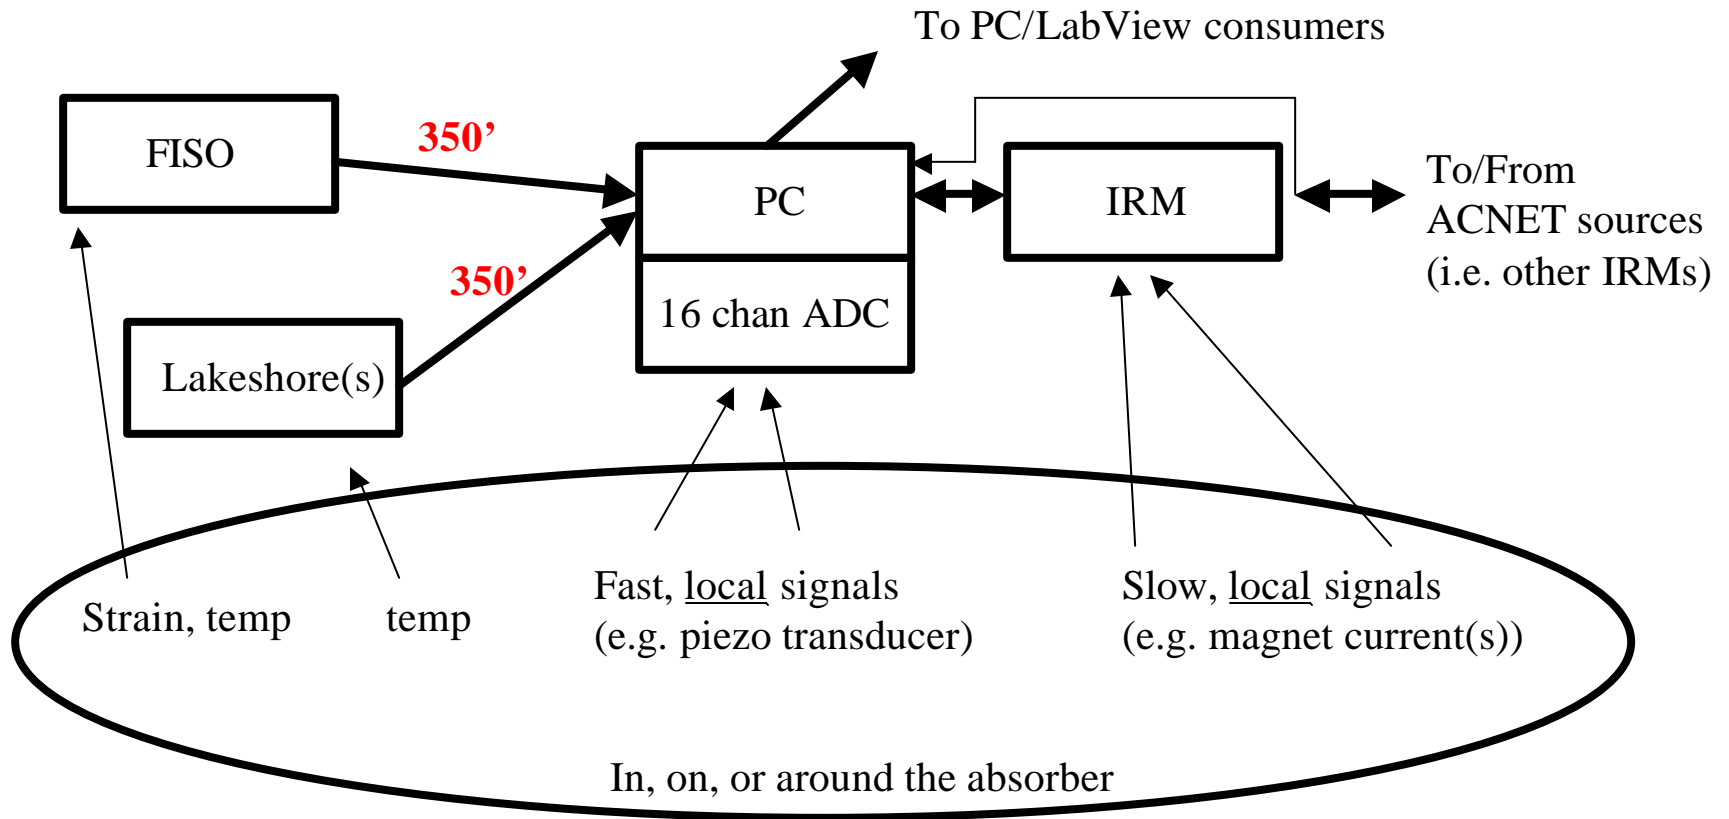 To PC/LabView consumers
FISO
350’
PC
IRM
To/From
ACNET sources
(i.e. other IRMs)
350’
16 chan ADC
Lakeshore(s)
Strain, temp
temp
Fast, local signals
(e.g. piezo transducer)
Slow, local signals
(e.g. magnet current(s))
In, on, or around the absorber